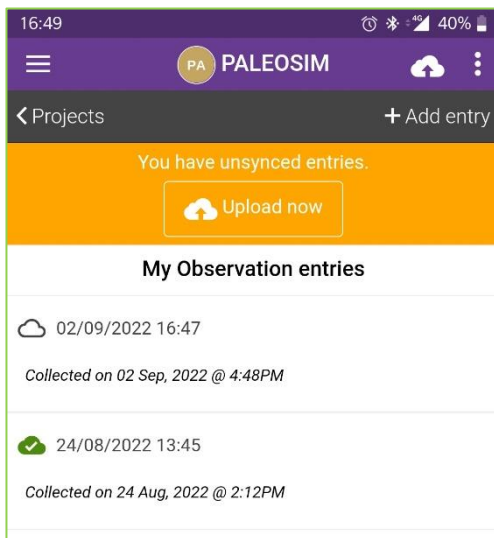 16:49 4G 40%
PA PALEOSIM
Projects + Add entry
You have unsynced entries.
Upload now
My Observation entries
02/09/2022 16:47
Collected on 02 Sep, 2022 @ 4:48PM
24/08/2022 13:45
Collected on 24 Aug, 2022 @ 2:12PM